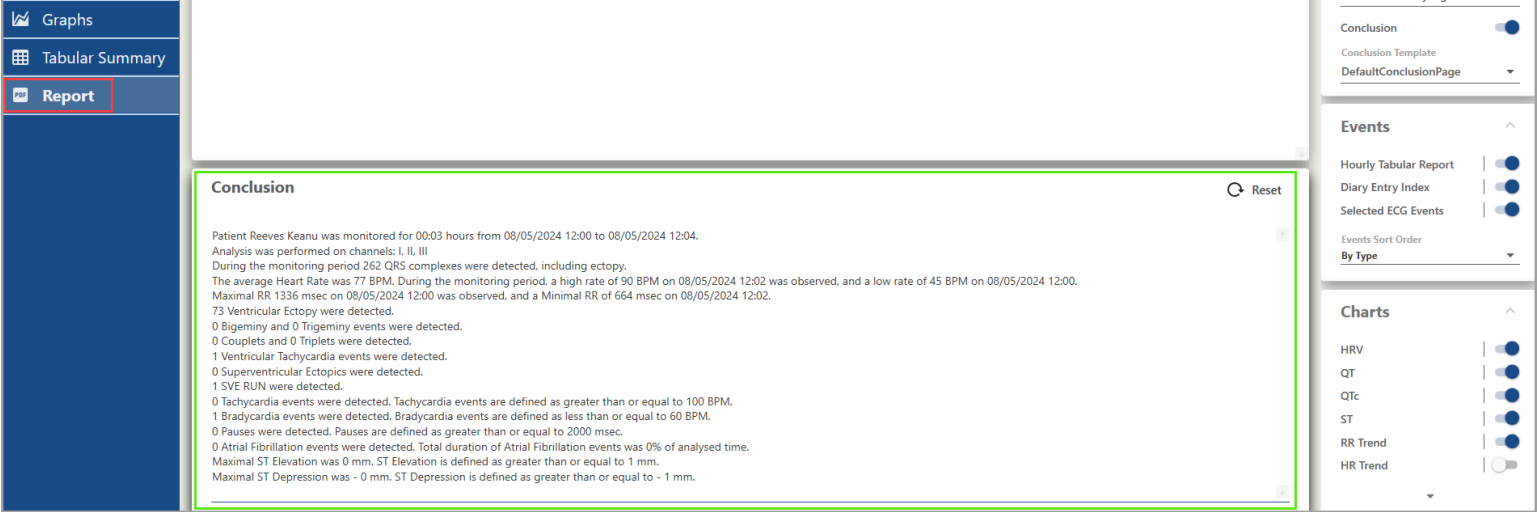 Graphs
Tabular Summary
PDF
Report
Conclusion
Reset
Patient Reeves Keanu was monitored for 00:03 hours from 08/05/2024 12:00 to 08/05/2024 12:04.
Analysis was performed on channels: I, II, III
During the monitoring period 262 QRS complexes were detected, including ectopy.
The average Heart Rate was 77 BPM. During the monitoring period, a high rate of 90 BPM on 08/05/2024 12:02 was observed, and a low rate of 45 BPM on 08/05/2024 12:00.
Maximal RR 1336 msec on 08/05/2024 12:00 was observed, and a Minimal RR of 664 msec on 08/05/2024 12:02.
73 Ventricular Ectopy were detected.
0 Bigeminy and 0 Trigeminy events were detected.
0 Couplets and 0 Triplets were detected.
1 Ventricular Tachycardia events were detected.
0 Superventricular Ectopics were detected.
1 SVE RUN were detected.
0 Tachycardia events were detected. Tachycardia events are defined as greater than or equal to 100 BPM.
1 Bradycardia events were detected. Bradycardia events are defined as less than or equal to 60 BPM.
0 Pauses were detected. Pauses are defined as greater than or equal to 2000 msec.
0 Atrial Fibrillation events were detected. Total duration of Atrial Fibrillation events was 0% of analysed time.
Maximal ST Elevation was 0 mm. ST Elevation is defined as greater than or equal to 1 mm.
Maximal ST Depression was - 0 mm. ST Depression is defined as greater than or equal to - 1 mm.
Conclusion
Conclusion Template
DefaultConclusionPage
Events
Hourly Tabular Report
Diary Entry Index
Selected ECG Events
Events Sort Order
By Type
Charts
HRV
QT
QTc
ST
RR Trend
HR Trend